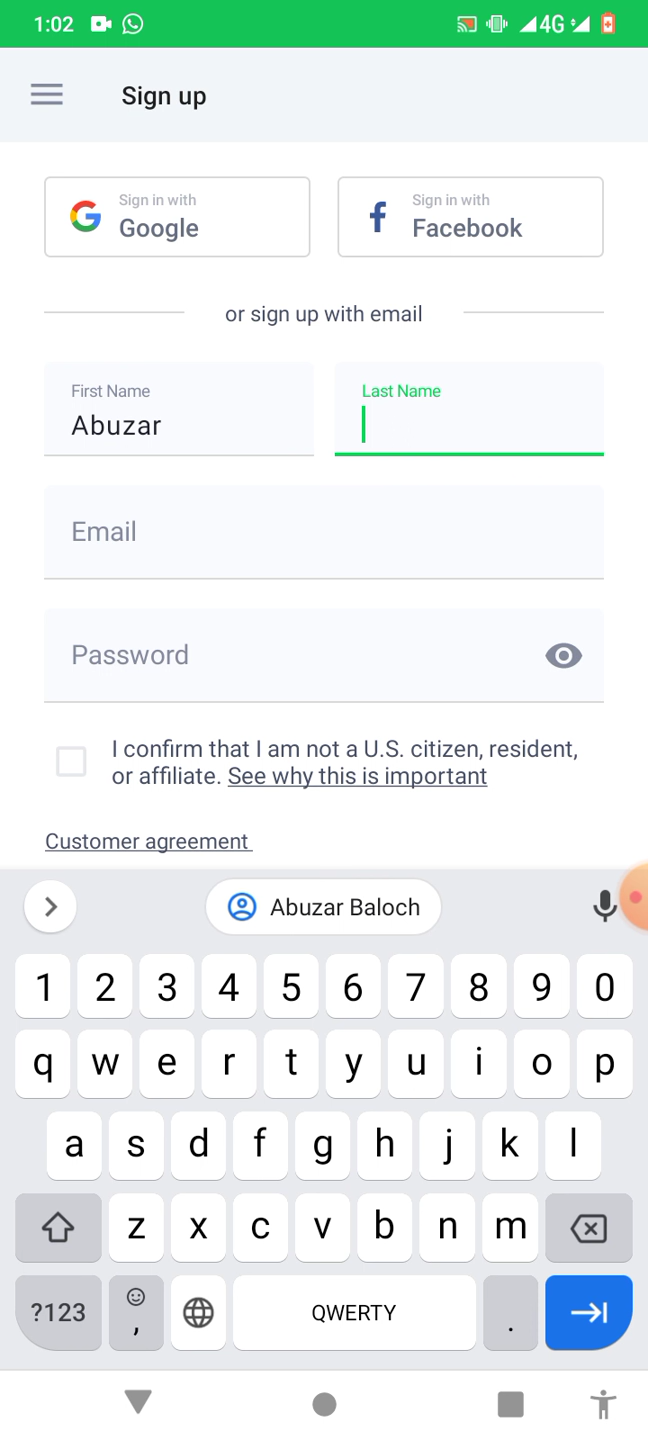 1:02
4G
Sign up
Sign in with
Google
Sign in with
Facebook
or sign up with email
First Name
Abuzar
Last Name
Email
Password
I confirm that I am not a U.S. citizen, resident,
or affiliate. See why this is important
Customer agreement
Abuzar Baloch
1 2 3 4 5 6 7 8 9 0
q w e r t y u i o p
a s d f g h j k l
z x c v b n m
?123 , QWERTY .